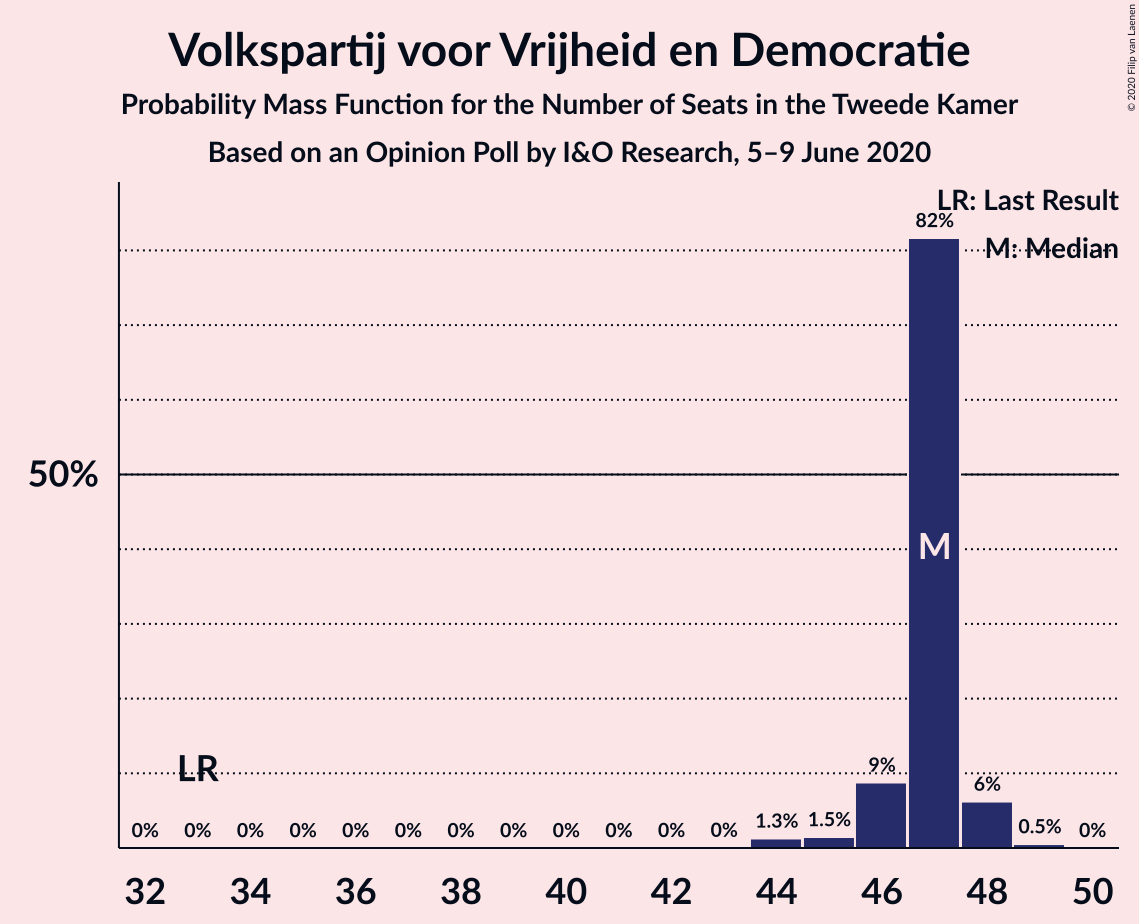 Volkspartij voor Vrijheid en Democratie
Probability Mass Function for the Number of Seats in the Tweede Kamer
Based on an Opinion Poll by I&O Research, 5–9 June 2020
© 2020 Filip van Laenen
LR: Last Result
M: Median
82%
50%
M
LR
9%
6%
1.3%
1.5%
0.5%
0% 0% 0% 0% 0% 0% 0% 0% 0% 0% 0% 0% 0%
32 34 36 38 40 42 44 46 48 50